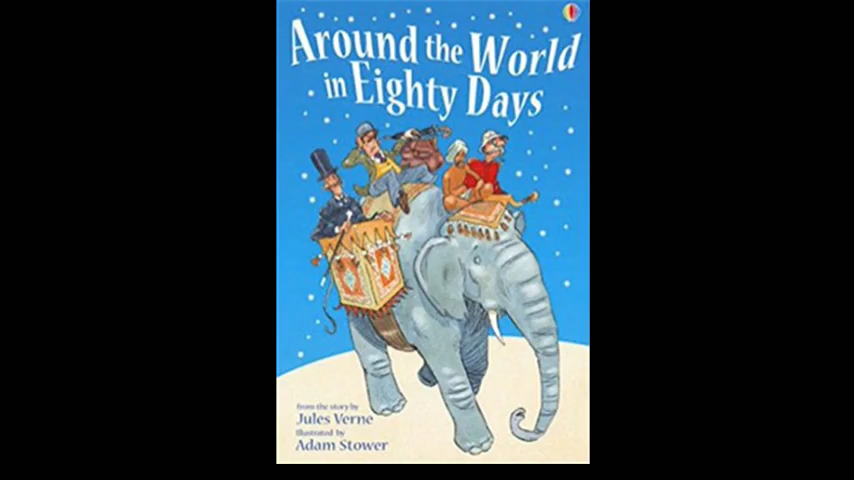 Around the World
in Eighty Days
from the story by
Jules Verne
Illustrated by
Adam Stower